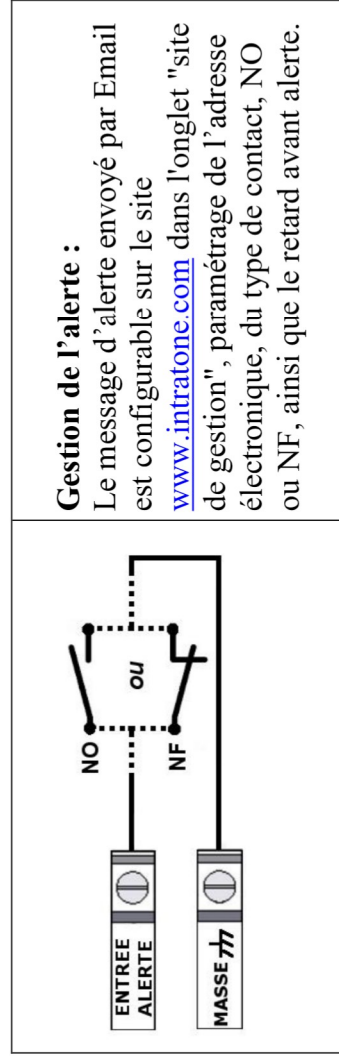 ENTREE
ALERTE
MASSE
NO
ou
NF
Gestion de l’alerte :
Le message d’alerte envoyé par Email
est configurable sur le site
www.intratone.com dans l'onglet "site
de gestion", paramétrage de l’adresse
électronique, du type de contact, NO
ou NF, ainsi que le retard avant alerte.